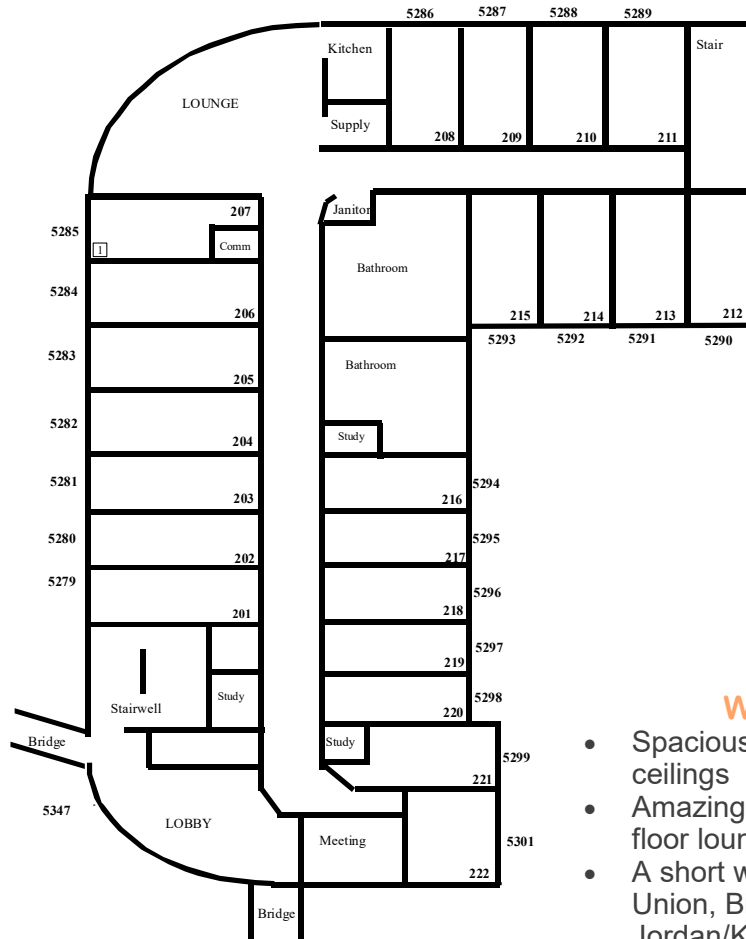 5286 5287 5288 5289
Kitchen Stair
LOUNGE
Supply
208 209 210 211
207 Janitor
5285 1 Comm
Bathroom
5284
206 215 214 213 212
5293 5292 5291 5290
5283
205 Bathroom
5282
204 Study
5281 5294
203 216
5280 5295
202 217
5279 5296
201 218
5297
219
Study 5298
Stairwell 220
Bridge Study
5299
221
5347
LOBBY
Meeting 5301
222
Bridge
• Spacious
ceilings
• Amazing
floor loun
• A short w
Union, B
Jordan/K